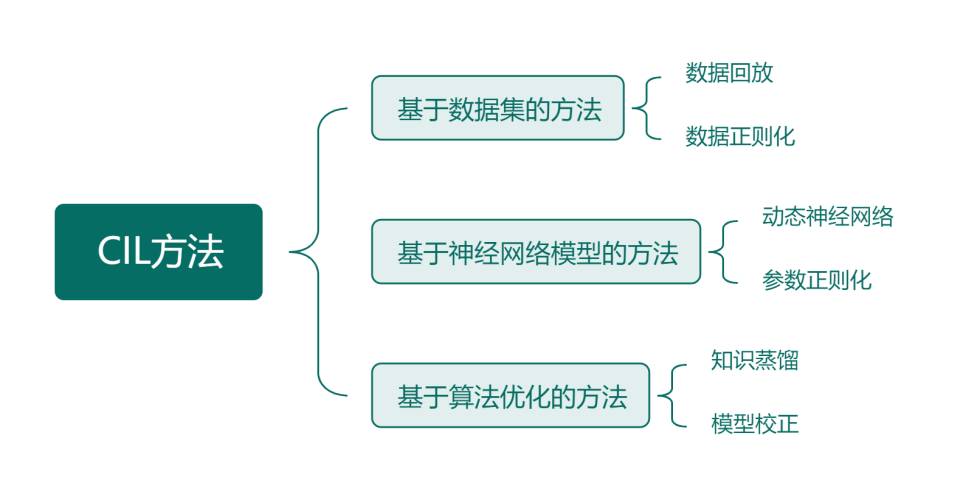 CIL方法
基于数据集的方法
数据回放
数据正则化
基于神经网络模型的方法
动态神经网络
参数正则化
基于算法优化的方法
知识蒸馏
模型校正